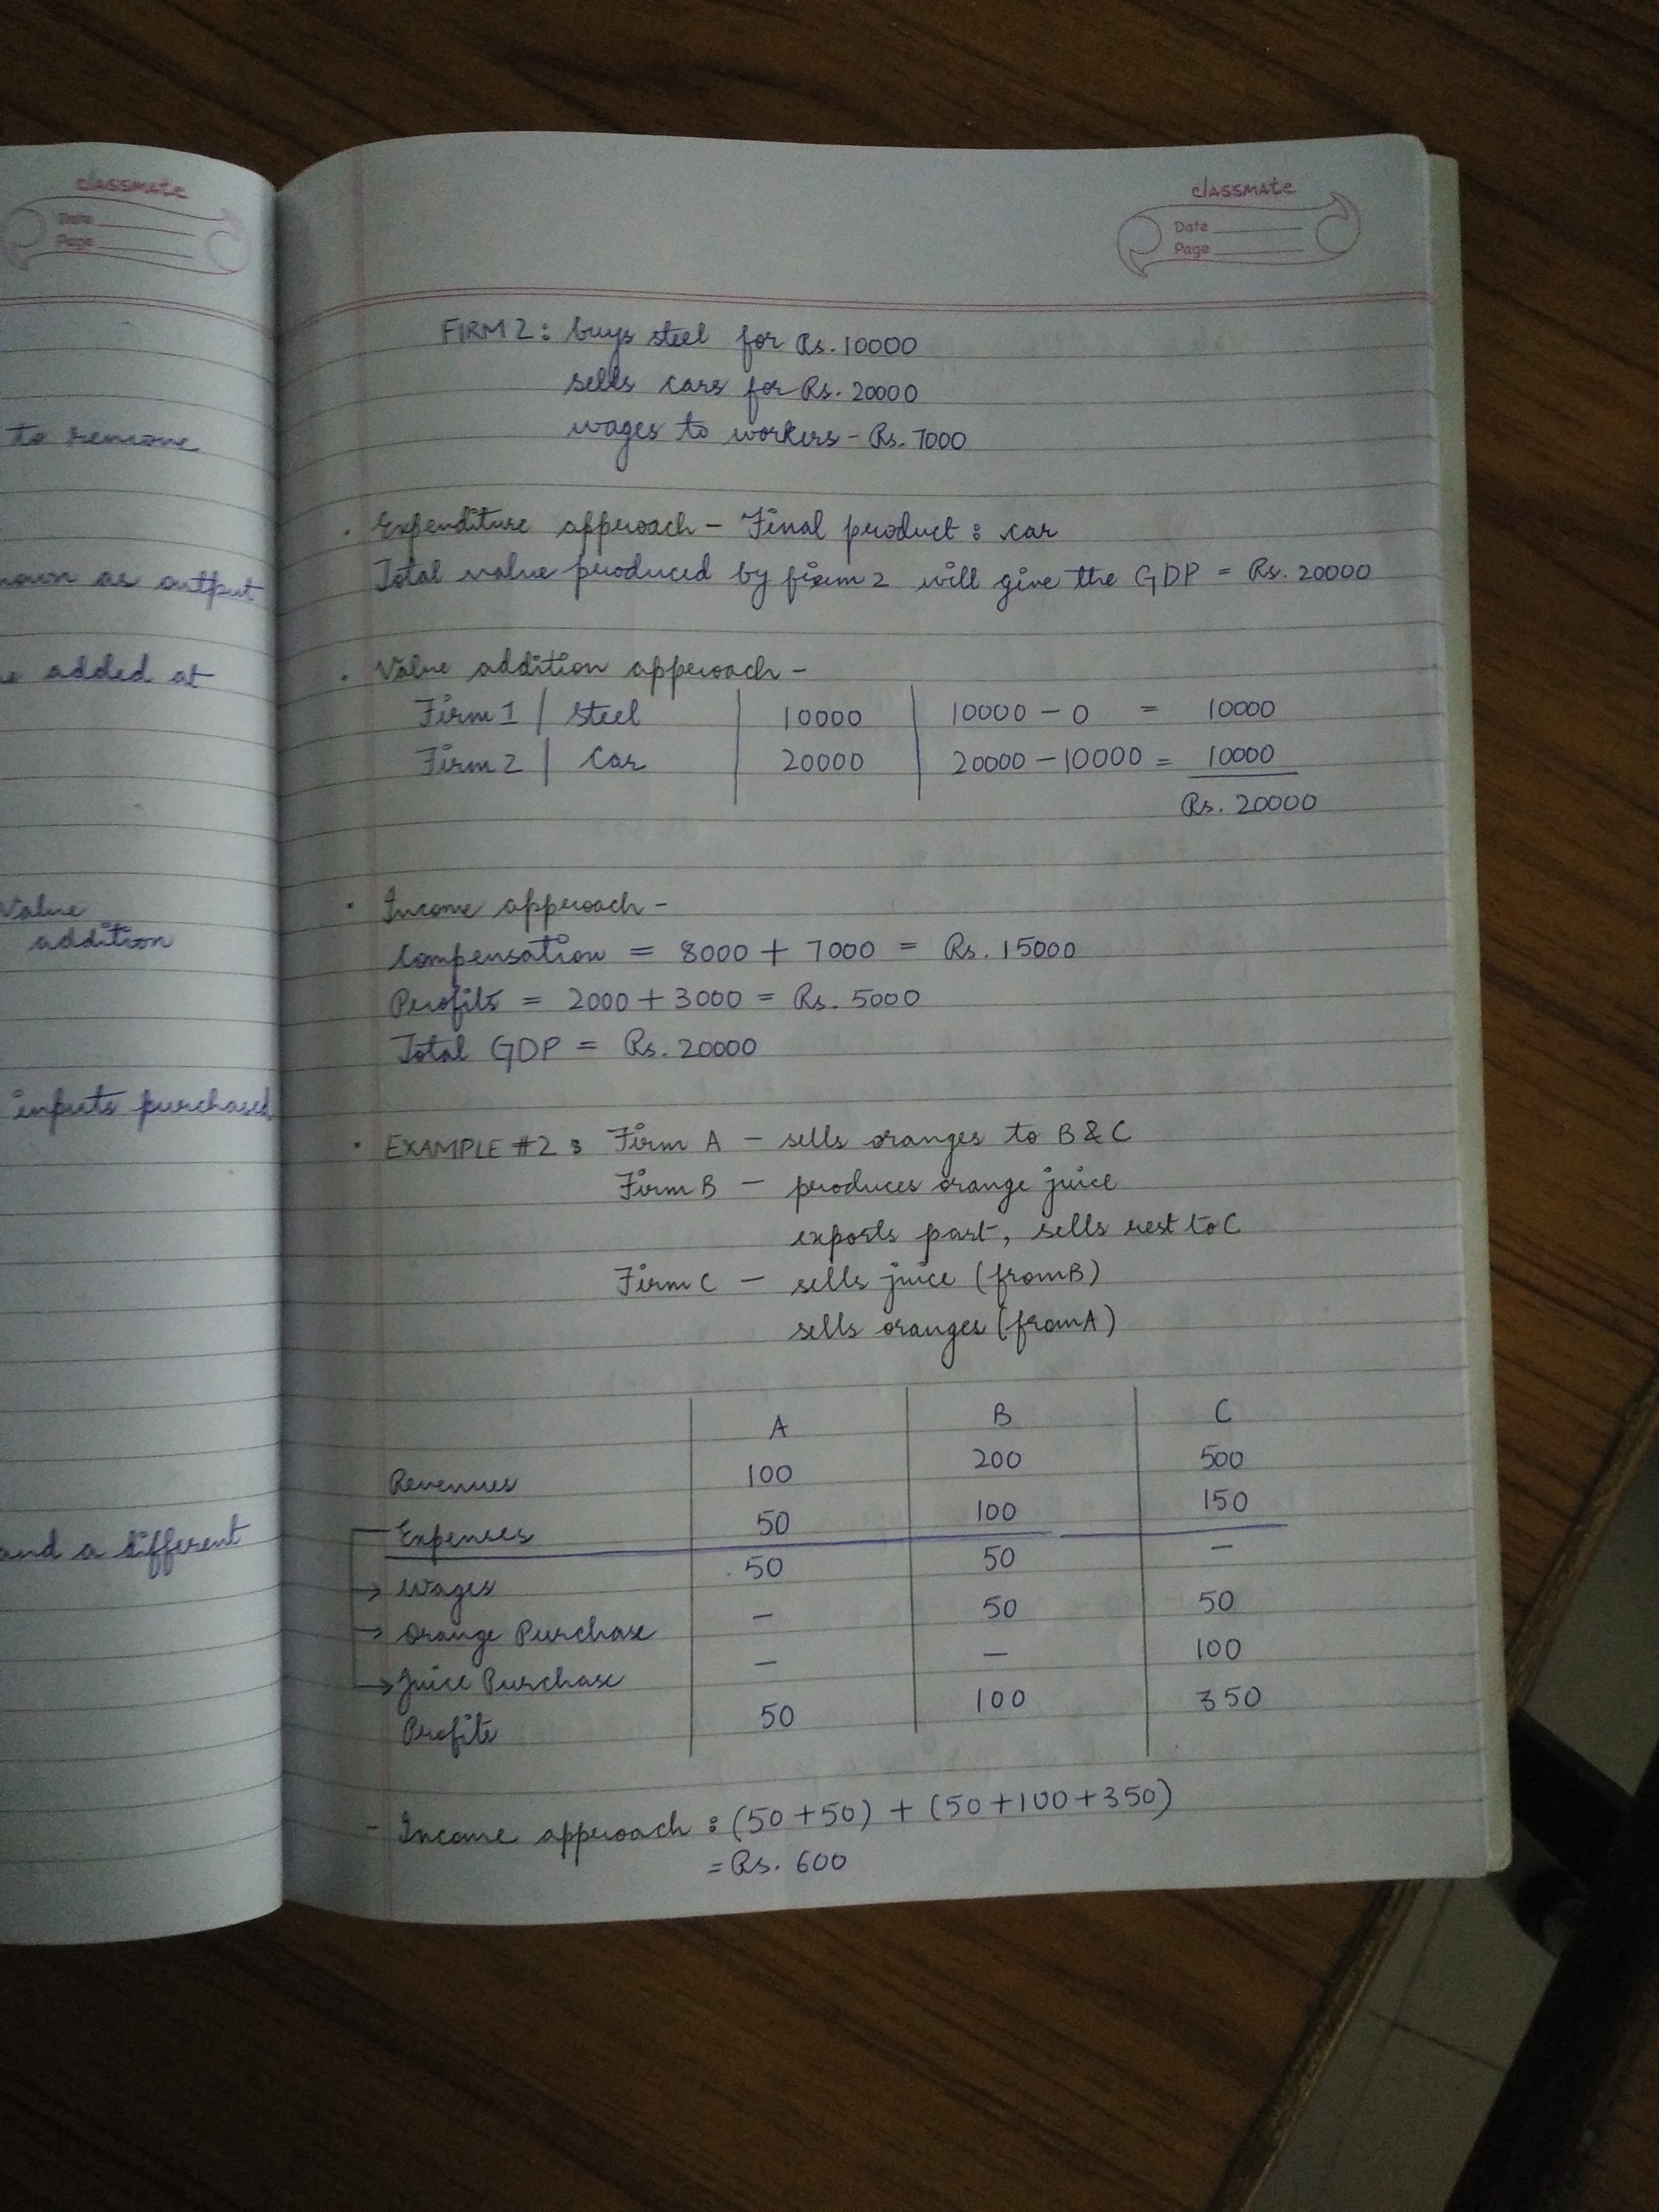 classmate
Date
Page
to remove
as output
added at
Value
addition
inputs purchased
and a different
classmate
Date
Page
FIRM 2 : buys steel for Rs. 10000
sells cars for Rs. 20000
wages to workers - Rs. 7000
· Expenditure approach - Final product : car
Total value produced by firm 2 will give the GDP = Rs. 20000
· Value addition approach -
Firm 1 | steel | 10000 | 10000 - 0 = 10000
Firm 2 | car | 20000 | 20000 - 10000 = 10000
Rs. 20000
· Income approach -
Compensation = 8000 + 7000 = Rs. 15000
Profits = 2000 + 3000 = Rs. 5000
Total GDP = Rs. 20000
· EXAMPLE #2 : Firm A - sells oranges to B & C
Firm B - produces orange juice
exports part, sells rest to C
Firm C - sells juice (from B)
sells oranges (from A)
A B C
Revenues 100 200 500
Expenses 50 100 150
→ Wages 50 50 -
→ Orange Purchase - 50 50
→ Juice Purchase - - 100
Profits 50 100 350
- Income approach : (50 + 50) + (50 + 100 + 350)
= Rs. 600